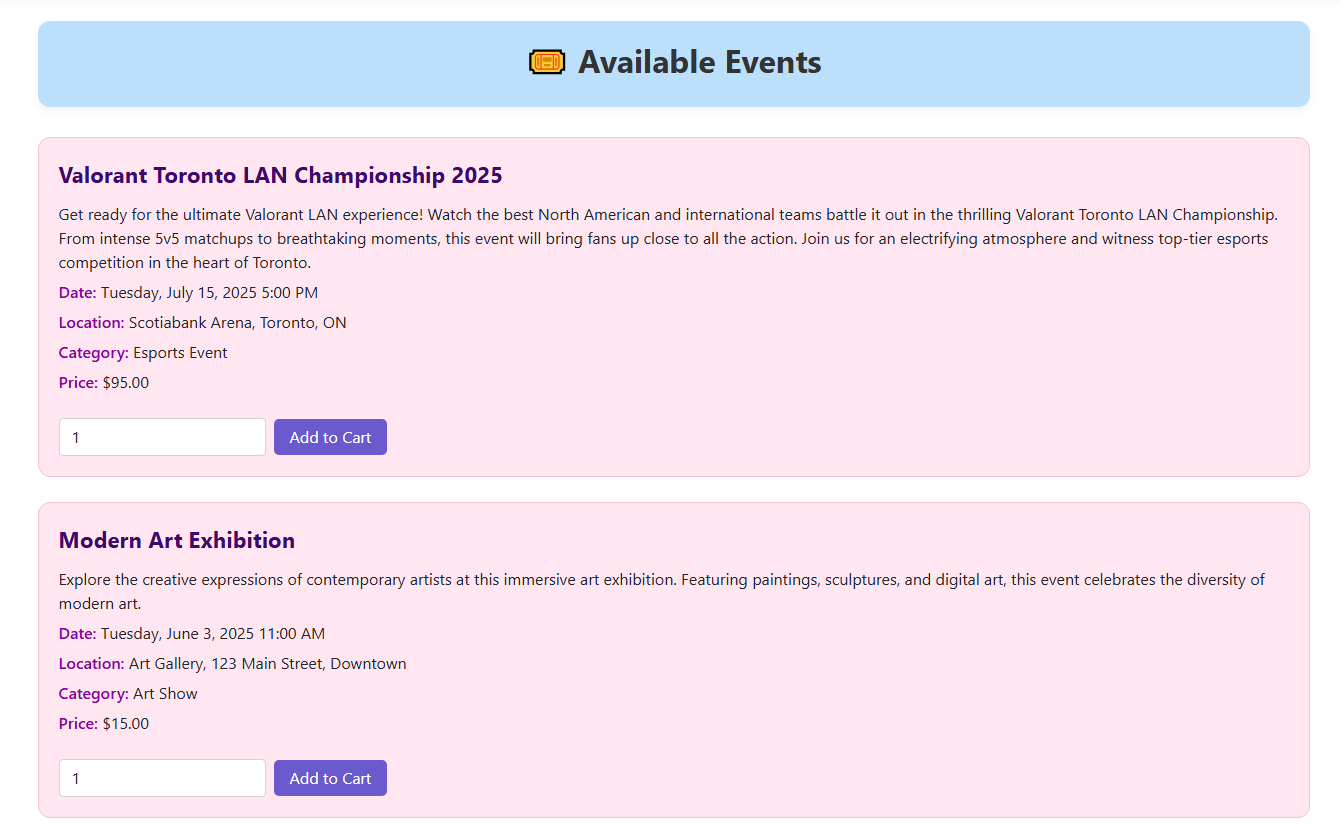 Available Events
Valorant Toronto LAN Championship 2025
Get ready for the ultimate Valorant LAN experience! Watch the best North American and international teams battle it out in the thrilling Valorant Toronto LAN Championship.
From intense 5v5 matchups to breathtaking moments, this event will bring fans up close to all the action. Join us for an electrifying atmosphere and witness top-tier esports
competition in the heart of Toronto.
Date: Tuesday, July 15, 2025 5:00 PM
Location: Scotiabank Arena, Toronto, ON
Category: Esports Event
Price: $95.00
1 Add to Cart
Modern Art Exhibition
Explore the creative expressions of contemporary artists at this immersive art exhibition. Featuring paintings, sculptures, and digital art, this event celebrates the diversity of
modern art.
Date: Tuesday, June 3, 2025 11:00 AM
Location: Art Gallery, 123 Main Street, Downtown
Category: Art Show
Price: $15.00
1 Add to Cart